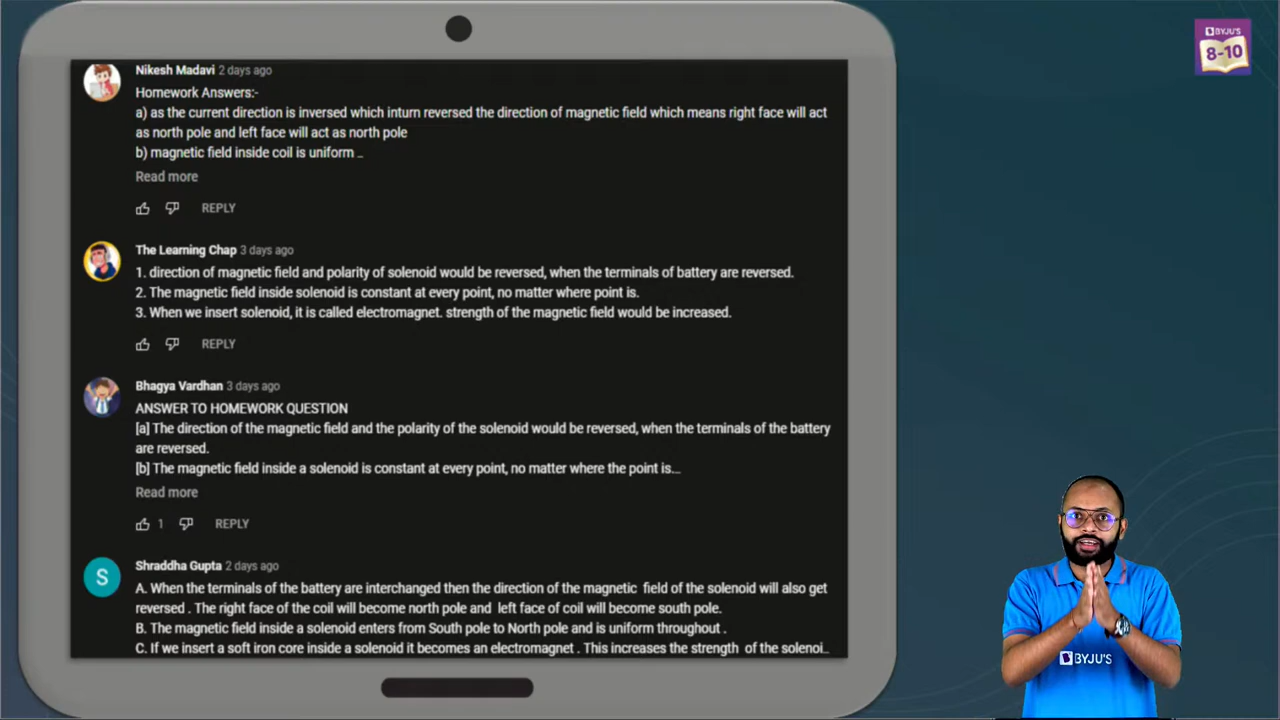 BYJU'S
8-10
Nikesh Madavi 2 days ago
Homework Answers:-
a) as the current direction is inversed which inturn reversed the direction of magnetic field which means right face will act
as north pole and left face will act as north pole
b) magnetic field inside coil is uniform ...
Read more
REPLY
The Learning Chap 3 days ago
1. direction of magnetic field and polarity of solenoid would be reversed, when the terminals of battery are reversed.
2. The magnetic field inside solenoid is constant at every point, no matter where point is.
3. When we insert solenoid, it is called electromagnet. strength of the magnetic field would be increased.
REPLY
Bhagya Vardhan 3 days ago
ANSWER TO HOMEWORK QUESTION
[a] The direction of the magnetic field and the polarity of the solenoid would be reversed, when the terminals of the battery
are reversed.
[b] The magnetic field inside a solenoid is constant at every point, no matter where the point is...
Read more
1 REPLY
S
Shraddha Gupta 2 days ago
A. When the terminals of the battery are interchanged then the direction of the magnetic field of the solenoid will also get
reversed . The right face of the coil will become north pole and left face of coil will become south pole.
B. The magnetic field inside a solenoid enters from South pole to North pole and is uniform throughout .
C. If we insert a soft iron core inside a solenoid it becomes an electromagnet . This increases the strength of the solenoi...
BYJU'S